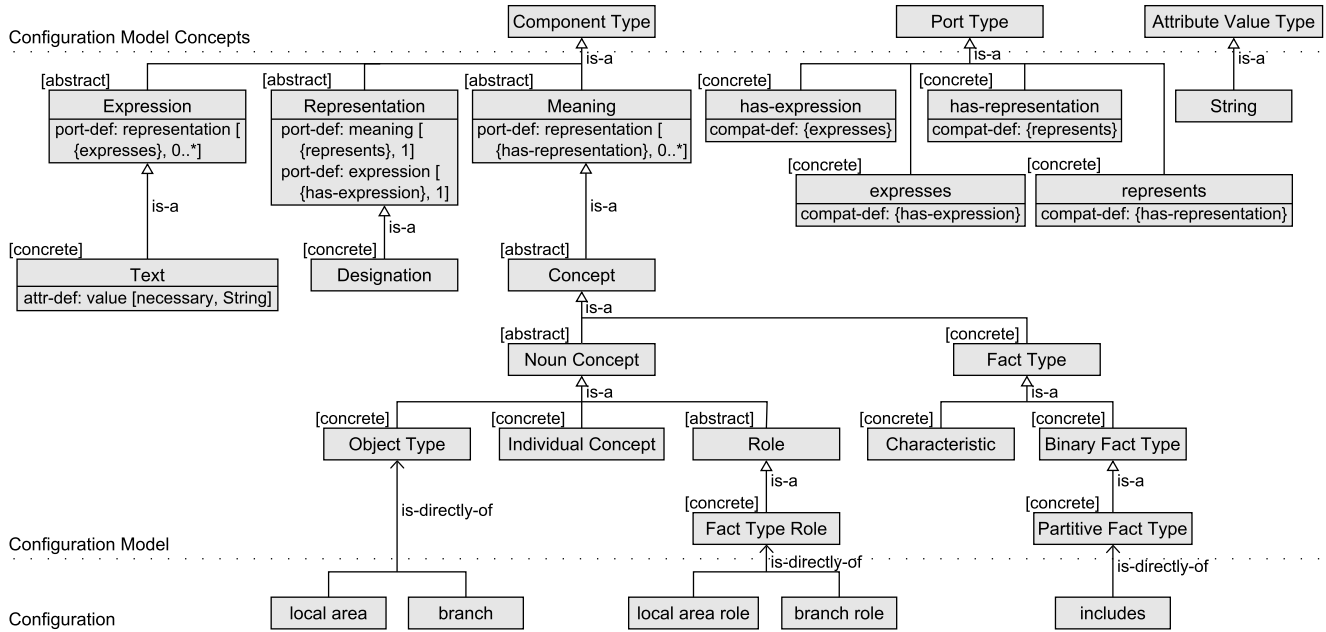 Component Type
Port Type
Attribute Value Type
Configuration Model Concepts
is-a
is-a
is-a
[abstract]
[abstract]
[abstract]
[concrete]
[concrete]
Expression
port-def: representation [
{expresses}, 0..*]
Representation
port-def: meaning [
{represents}, 1]
port-def: expression [
{has-expression}, 1]
Meaning
port-def: representation [
{has-representation}, 0..*]
has-expression
compat-def: {expresses}
has-representation
compat-def: {represents}
String
[concrete]
[concrete]
expresses
compat-def: {has-expression}
represents
compat-def: {has-representation}
is-a
is-a
is-a
[concrete]
[concrete]
[abstract]
Text
attr-def: value [necessary, String]
Designation
Concept
is-a
[abstract]
[concrete]
Noun Concept
Fact Type
is-a
is-a
[concrete]
[concrete]
[abstract]
[concrete]
[concrete]
Object Type
Individual Concept
Role
Characteristic
Binary Fact Type
is-a
is-a
is-directly-of
[concrete]
[concrete]
Fact Type Role
Partitive Fact Type
Configuration Model
is-directly-of
is-directly-of
Configuration
local area
branch
local area role
branch role
includes